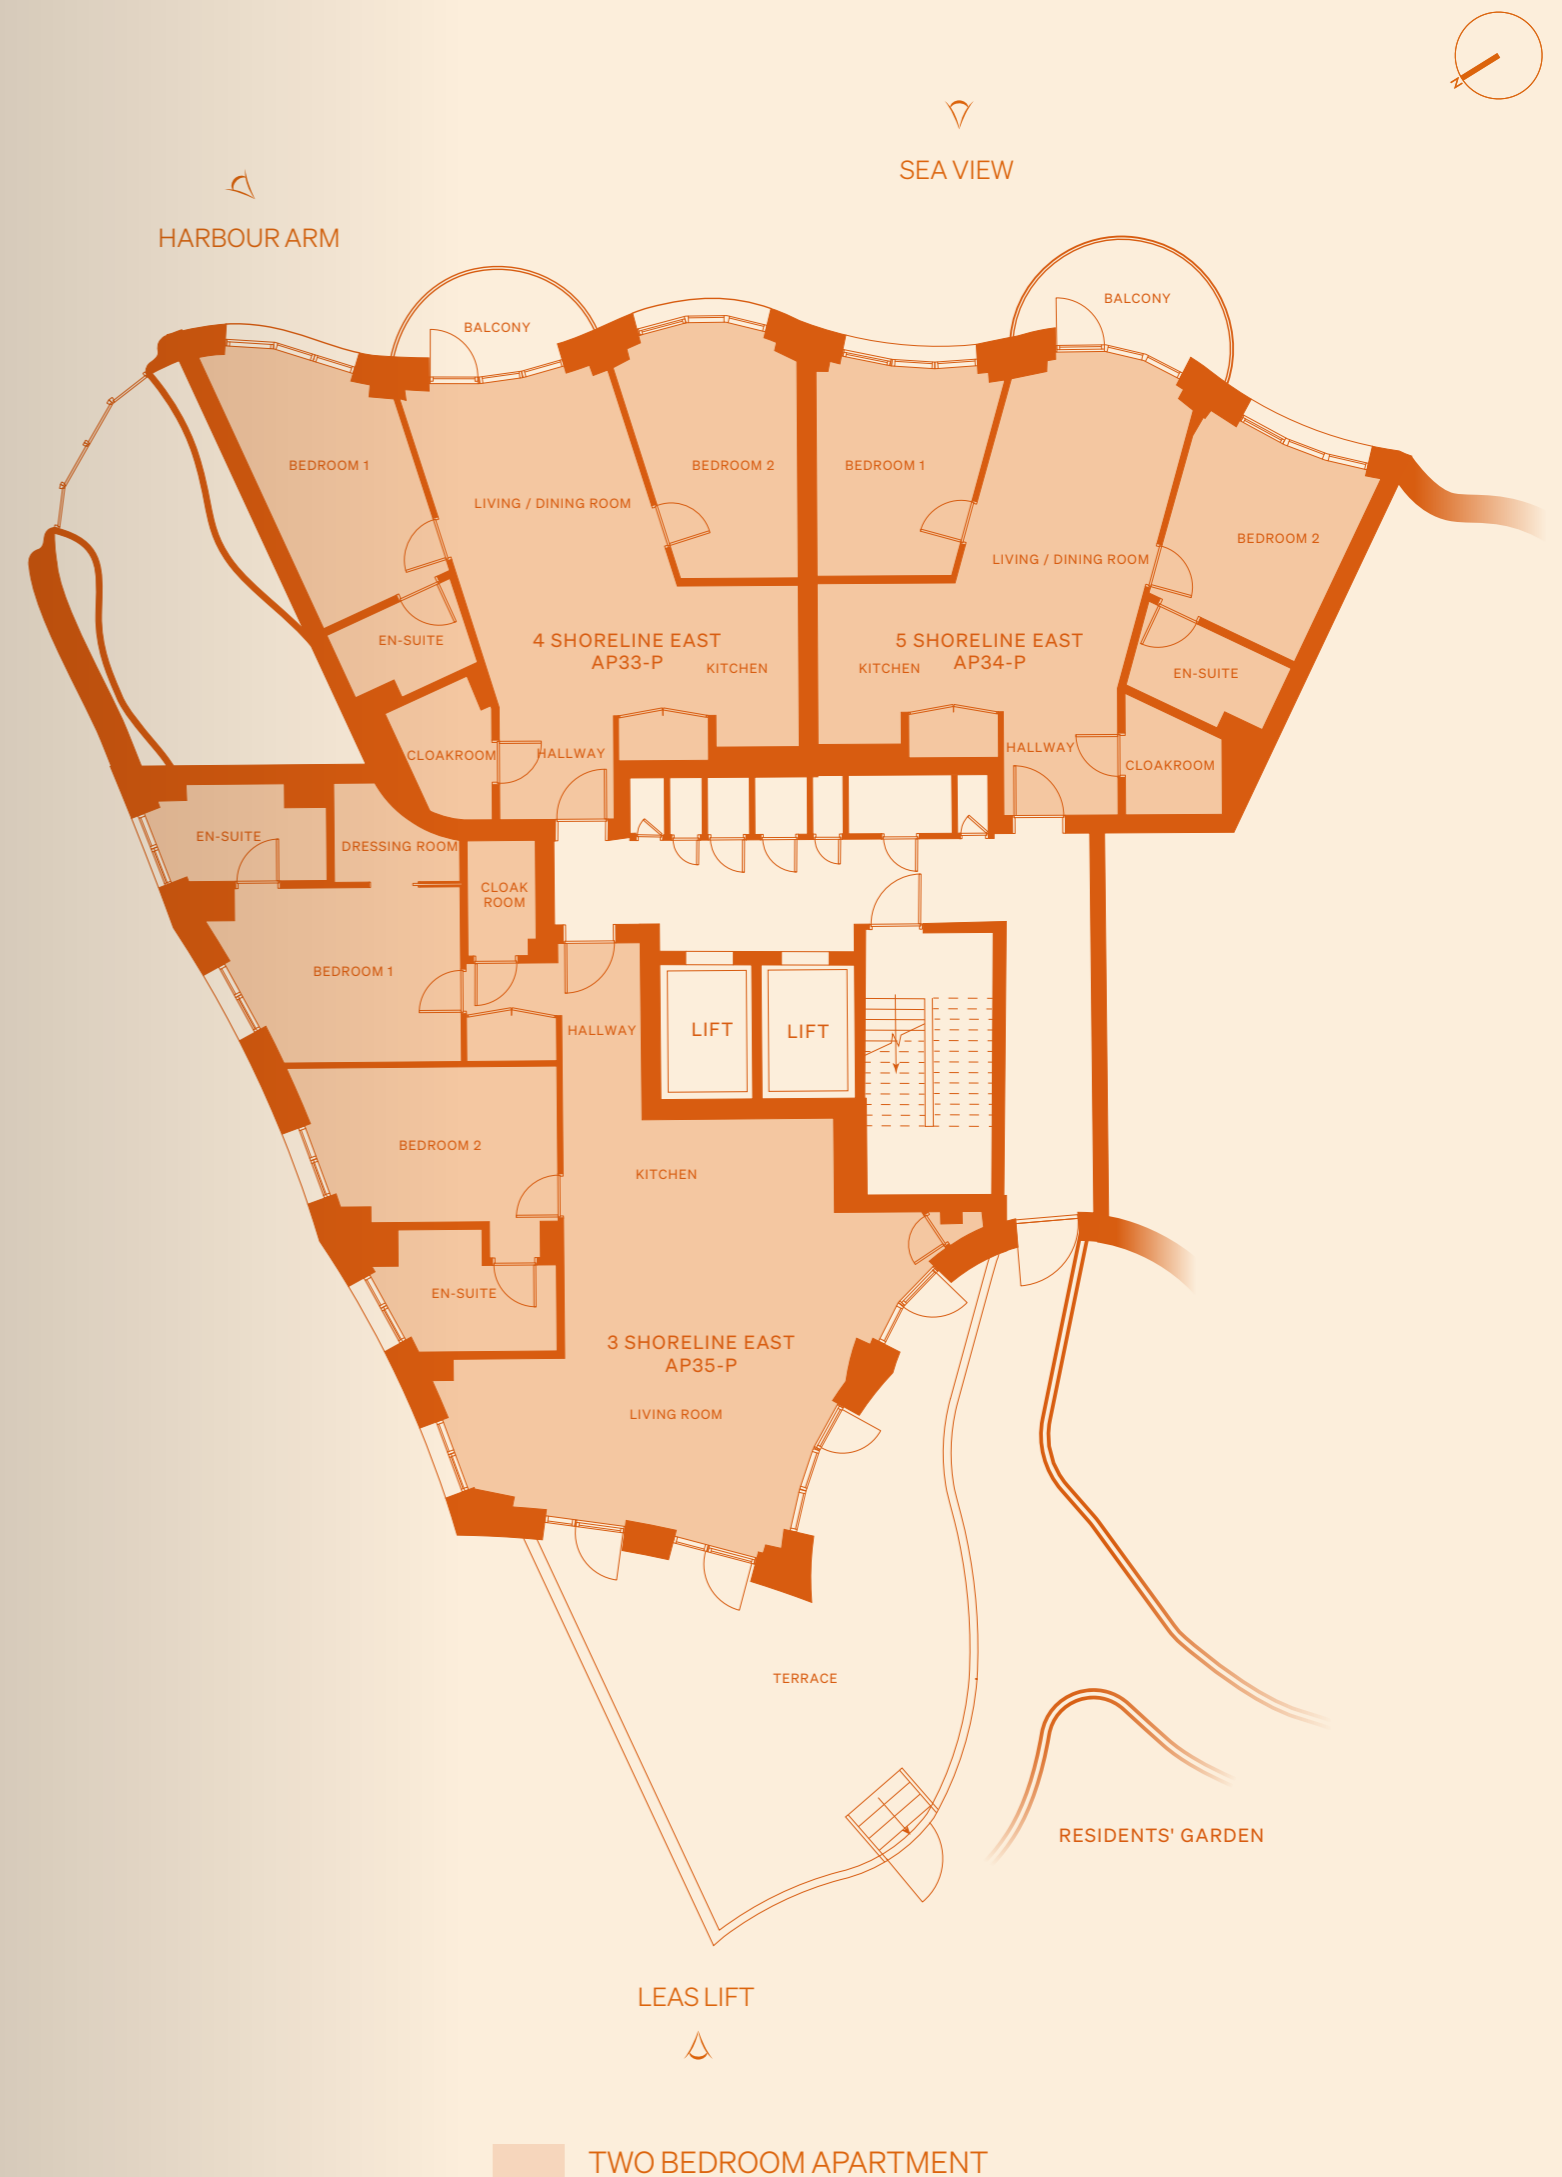 N
SEA VIEW
HARBOUR ARM
BALCONY
BALCONY
BEDROOM 1
BEDROOM 2
BEDROOM 1
LIVING / DINING ROOM
BEDROOM 2
LIVING / DINING ROOM
EN-SUITE
4 SHORELINE EAST
AP33-P
KITCHEN
5 SHORELINE EAST
AP34-P
KITCHEN
EN-SUITE
CLOAKROOM
HALLWAY
HALLWAY
CLOAKROOM
EN-SUITE
DRESSING ROOM
CLOAK
ROOM
BEDROOM 1
HALLWAY
LIFT
LIFT
BEDROOM 2
KITCHEN
EN-SUITE
3 SHORELINE EAST
AP35-P
LIVING ROOM
TERRACE
RESIDENTS' GARDEN
LEAS LIFT
TWO BEDROOM APARTMENT